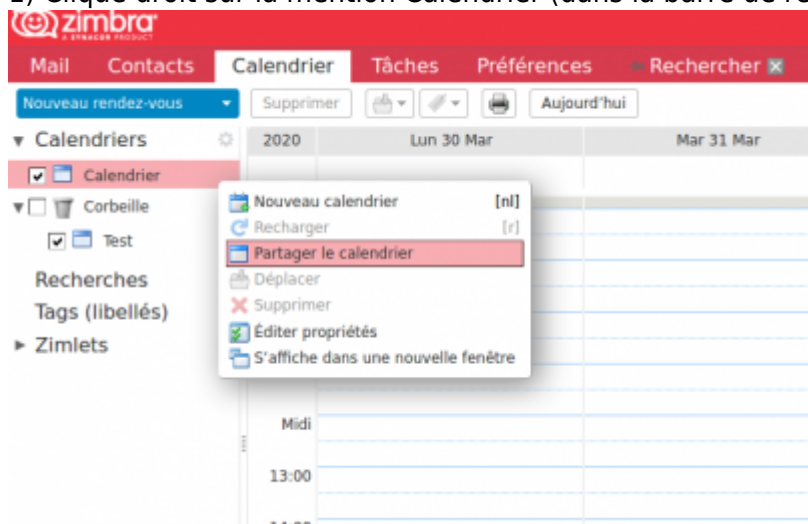 1) Clique droit sur la mention Calendrier (dans la barre de
zimbra
A SYNACOR PRODUCT
Mail Contacts Calendrier Tâches Préférences Rechercher
Nouveau rendez-vous Supprimer Aujourd'hui
Calendriers 2020 Lun 30 Mar Mar 31 Mar
Calendrier
Nouveau calendrier [nl]
Corbeille
Recharger [r]
Test
Partager le calendrier
Déplacer
Recherches
Supprimer
Tags (libellés)
Éditer propriétés
Zimlets
S'affiche dans une nouvelle fenêtre
Midi
13:00